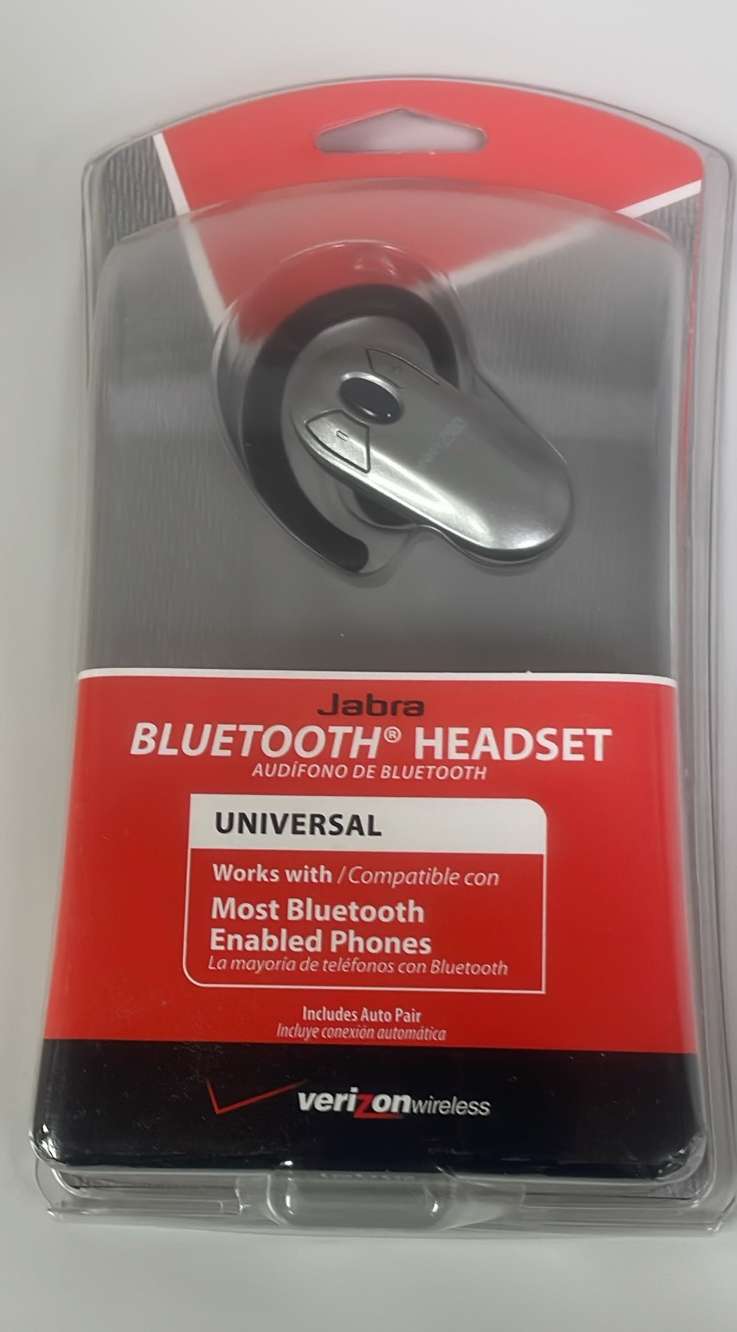 Jabra
BLUETOOTH® HEADSET
AUDÍFONO DE BLUETOOTH
UNIVERSAL
Works with / Compatible con
Most Bluetooth
Enabled Phones
La mayoría de teléfonos con Bluetooth
Includes Auto Pair
Incluye conexión automática
verizonwireless